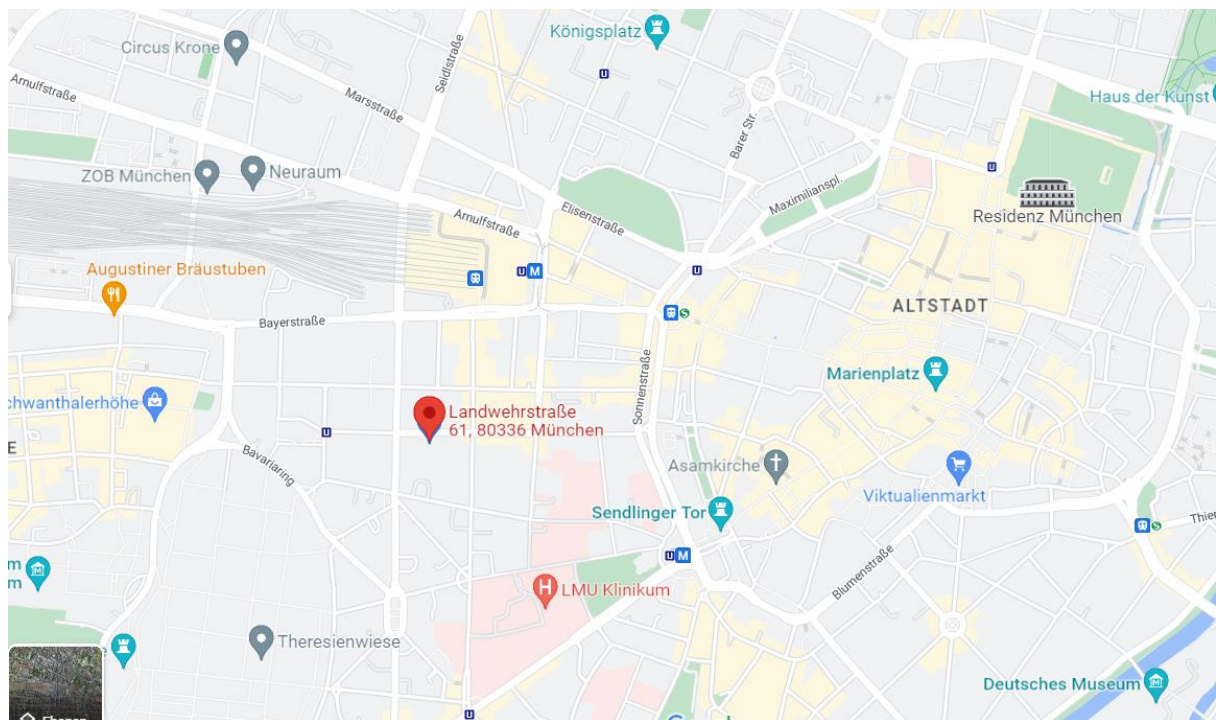 Königsplatz
Circus Krone
Seidlstraße
Arnulfstraße
Marsstraße
Haus der Kunst
Barer Str.
ZOB München
Neuraum
Maximilianspl.
Elisenstraße
Arnulfstraße
Residenz München
U
M
Augustiner Bräustuben
ALTSTADT
S
Bayerstraße
Marienplatz
Sonnenstraße
chwanthalerhöhe
Landwehrstraße
61, 80336 München
U
E
Bavariaring
Asamkirche
Viktualienmarkt
Sendlinger Tor
S
Thier
U
M
Blumenstraße
m
m
H
LMU Klinikum
Theresienwiese
e
Deutsches Museum
U